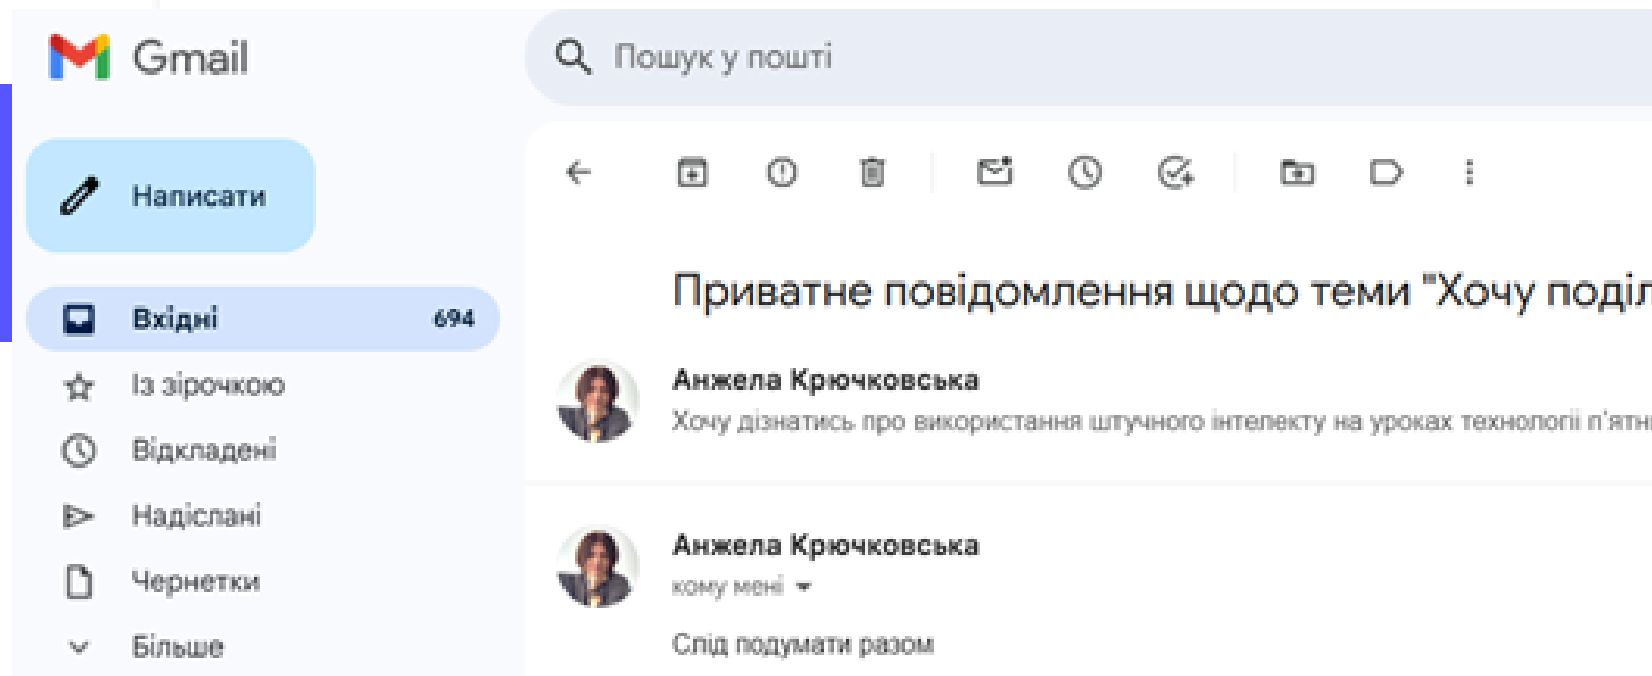 Gmail
Пошук у пошті
Написати
Вхідні 694
Із зірочкою
Відкладені
Надіслані
Чернетки
Більше
Приватне повідомлення щодо теми "Хочу поділ
Анжела Крючковська
Хочу дізнатись про використання штучного інтелекту на уроках технології п'ятн
Анжела Крючковська
кому мені
Слід подумати разом